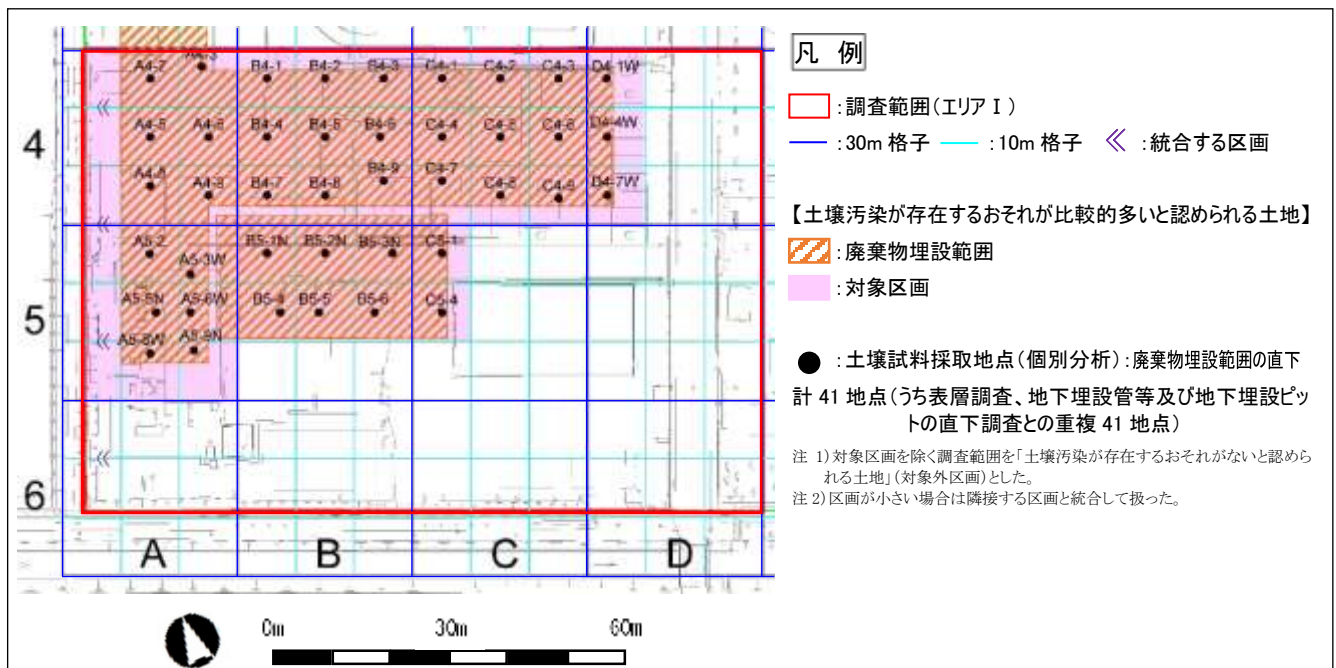 A4-2 A4-3 B4-1 B4-2 B4-3 C4-1 C4-2 C4-3 D4-1W
4
A4-5 A4-6 B4-4 B4-5 B4-6 C4-4 C4-5 C4-6 D4-4W
B4-9 C4-7
A4-8 A4-9 B4-7 B4-8 C4-8 C4-9 D4-7W
A5-2 B5-1N B5-2N B5-3N C5-1
A5-3W
5
A5-5N A5-6W B5-4 B5-5 B5-6 C5-4
A5-8W A5-9N
6
A B C D
0m 30m 60m
凡 例
:調査範囲(エリアⅠ)
:30m 格子 :10m 格子 :統合する区画
【土壌汚染が存在するおそれが比較的多いと認められる土地】
:廃棄物埋設範囲
:対象区画
:土壌試料採取地点(個別分析):廃棄物埋設範囲の直下
計 41 地点(うち表層調査、地下埋設管等及び地下埋設ピッ
トの直下調査との重複 41 地点)
注 1)対象区画を除く調査範囲を「土壌汚染が存在するおそれがないと認めら
れる土地」(対象外区画)とした。
注 2)区画が小さい場合は隣接する区画と統合して扱った。